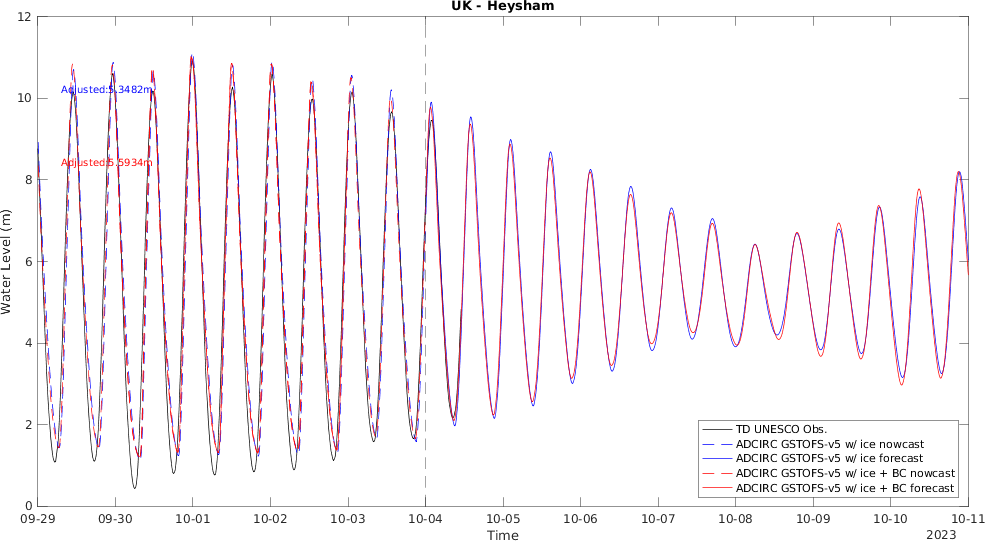 UK - Heysham
12
10
8
6
4
2
0
Water Level (m)
Adjusted:5.3482m
Adjusted:5.5934m
TD UNESCO Obs.
ADCIRC GSTOFS-v5 w/ ice nowcast
ADCIRC GSTOFS-v5 w/ ice forecast
ADCIRC GSTOFS-v5 w/ ice + BC nowcast
ADCIRC GSTOFS-v5 w/ ice + BC forecast
09-29 09-30 10-01 10-02 10-03 10-04 10-05 10-06 10-07 10-08 10-09 10-10 10-11
Time
2023